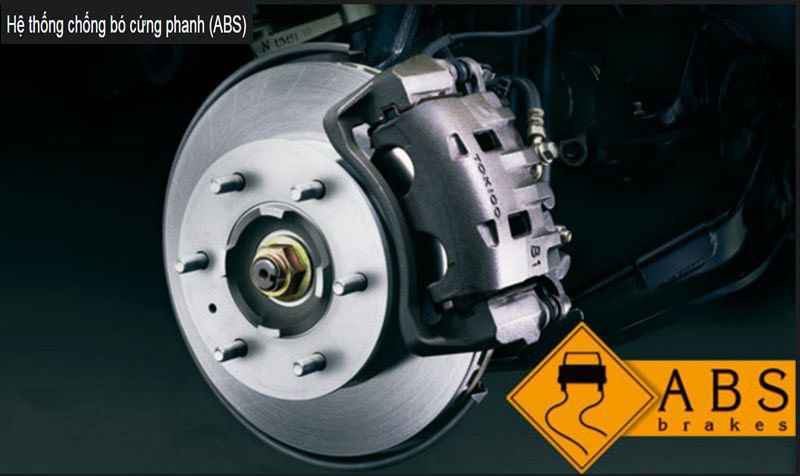 Hệ thống chống bó cứng phanh (ABS)
TOKICO
B1
ABS
brakes